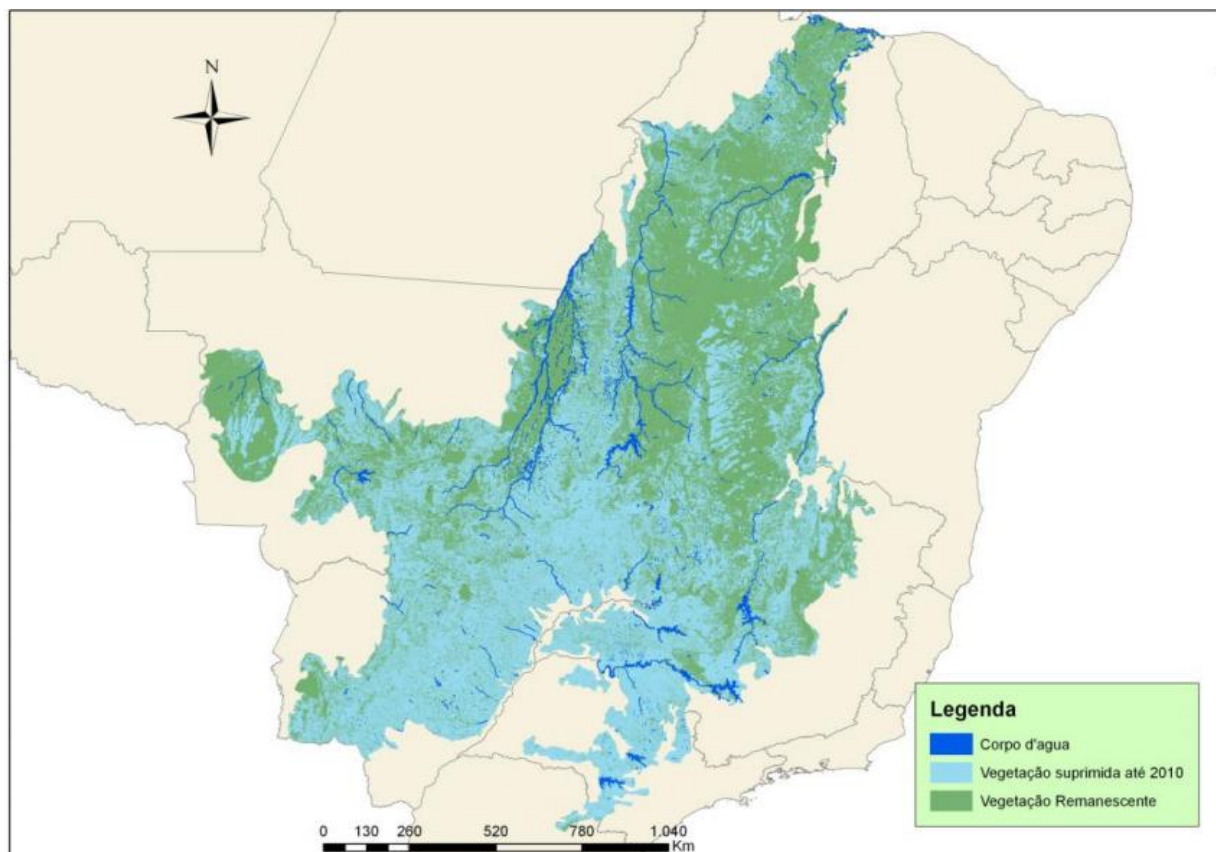 N
Legenda
Corpo d'agua
Vegetação suprimida até 2010
Vegetação Remanescente
0 130 260 520 780 1.040
Km